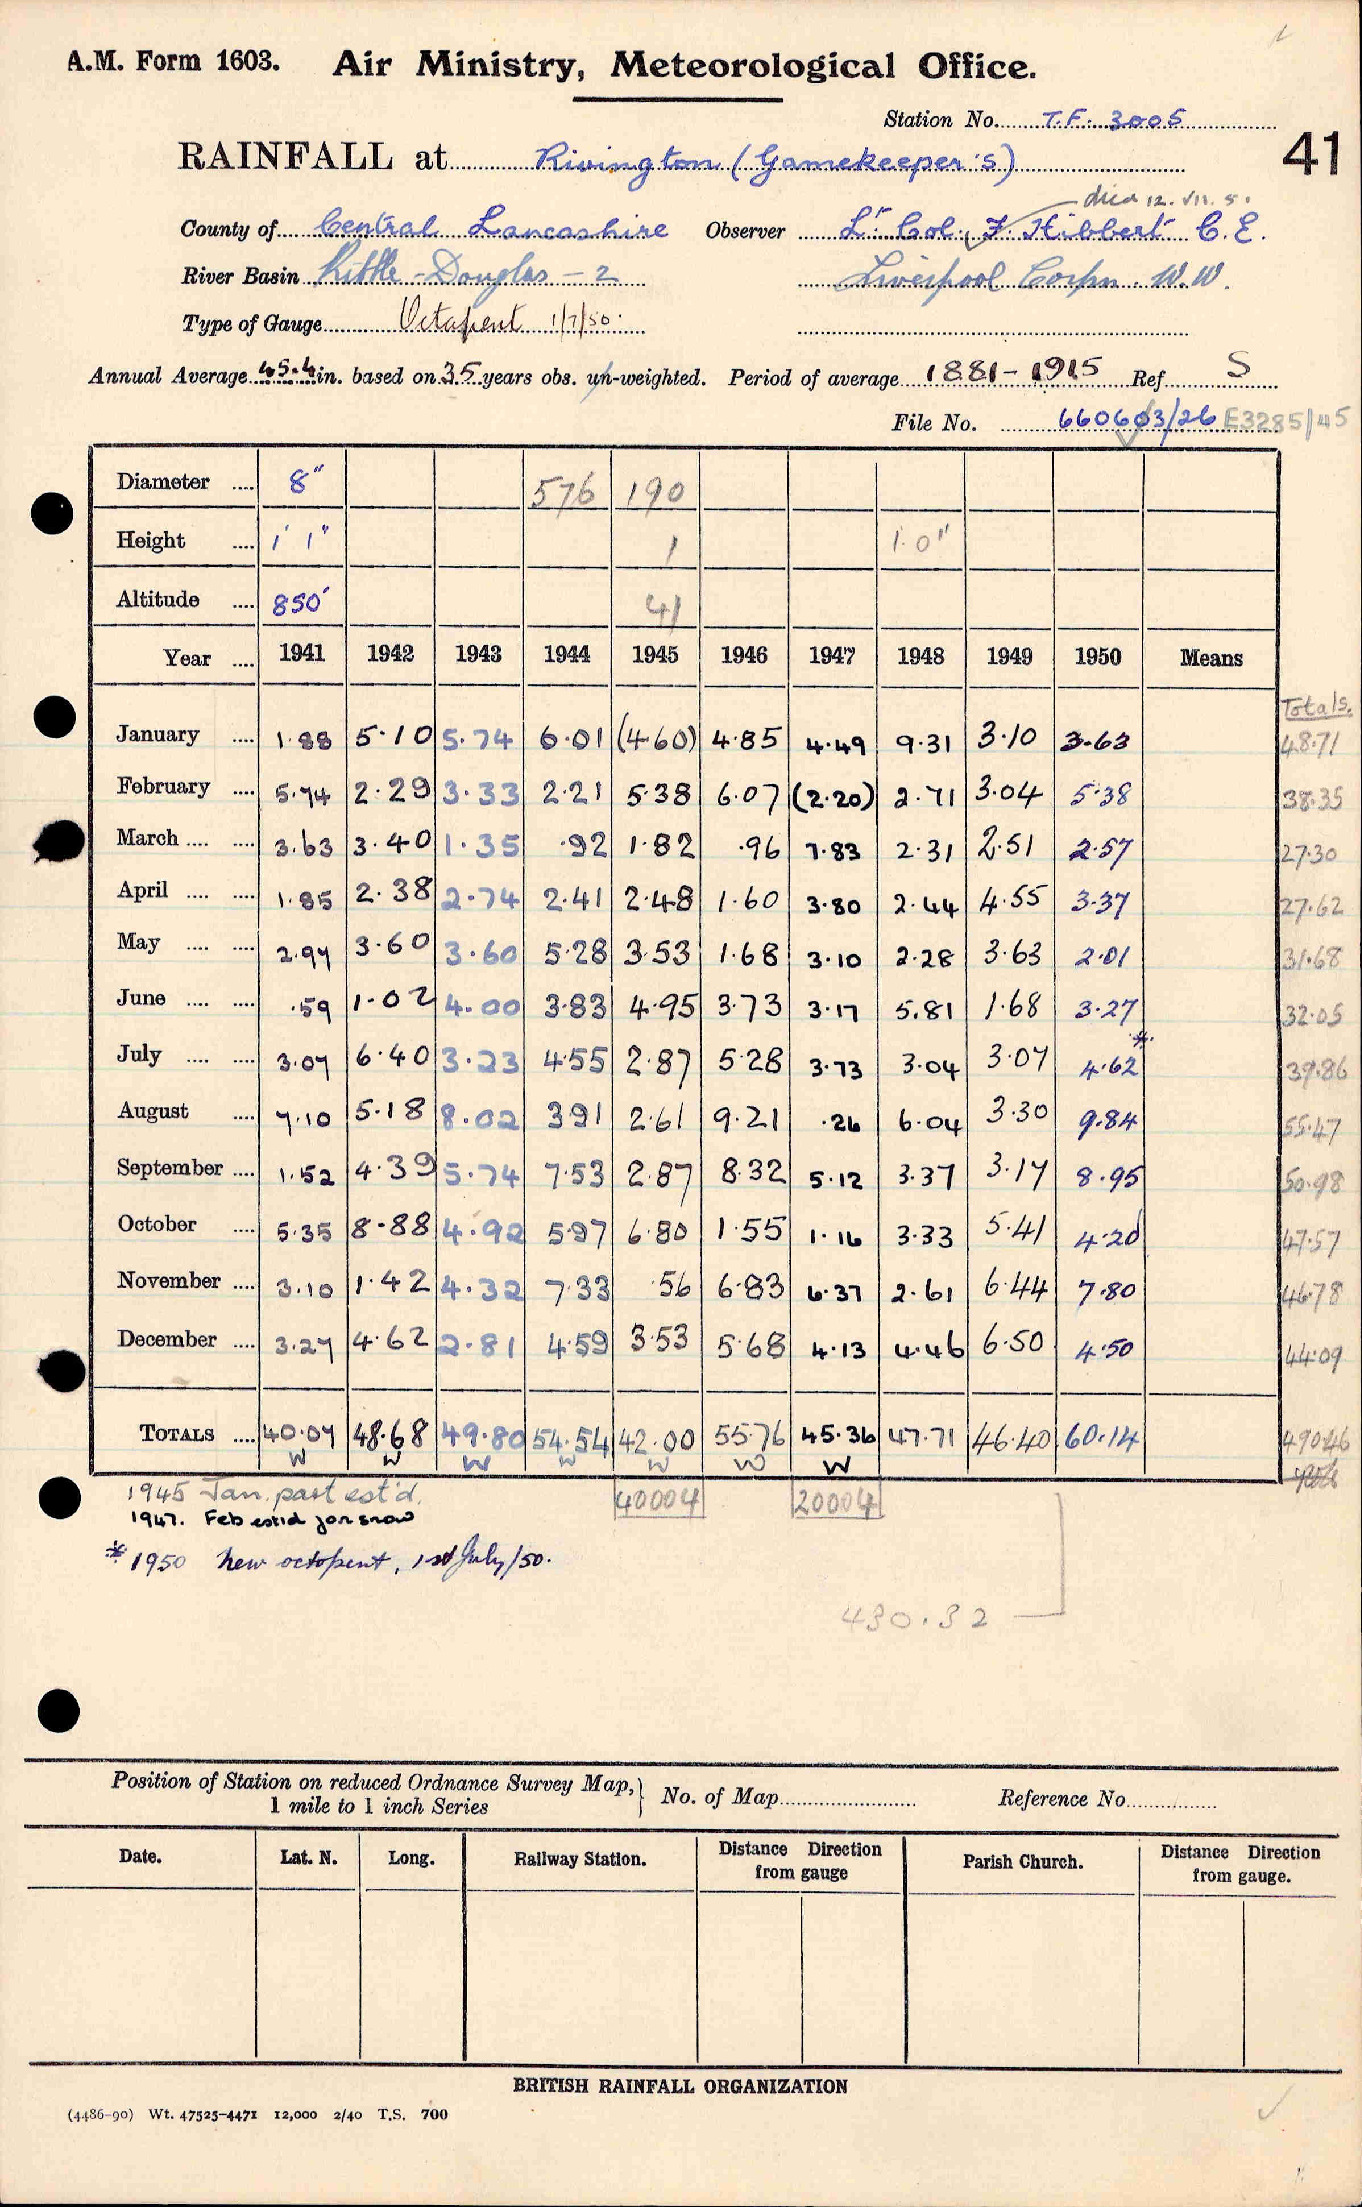 A.M. Form 1603. Air Ministry, Meteorological Office.
Station No. T.F. 3005
RAINFALL at Rivington (Gamekeeper's) 41
died 12. VII. 5.
County of Central Lancashire Observer Lt. Col. F. Hibbert C.E.
River Basin Ribble - Douglas - 2 Liverpool Corpn. W.W.
Type of Gauge Octapent 1/7/50.
Annual Average 45.4 in. based on 35 years obs. un-weighted. Period of average 1881 - 1915 Ref S
File No. 660603/26 E3285/45
Diameter 8" 576 190
Height 1' 1" 1 1.0"
Altitude 850' 41
Year 1941 1942 1943 1944 1945 1946 1947 1948 1949 1950 Means
Totals.
January 1.88 5.10 5.74 6.01 (4.60) 4.85 4.49 9.31 3.10 3.63 48.71
February 5.74 2.29 3.33 2.21 5.38 6.07 (2.20) 2.71 3.04 5.38 38.35
March 3.63 3.40 1.35 .92 1.82 .96 7.83 2.31 2.51 2.57 27.30
April 1.85 2.38 2.74 2.41 2.48 1.60 3.80 2.44 4.55 3.37 27.62
May 2.97 3.60 3.60 5.28 3.53 1.68 3.10 2.28 3.63 2.01 31.68
June .59 1.02 4.00 3.83 4.95 3.73 3.17 5.81 1.68 3.27 32.05
July 3.07 6.40 3.23 4.55 2.87 5.28 3.73 3.04 3.07 4.62 * 39.86
August 7.10 5.18 8.02 3.91 2.61 9.21 .26 6.04 3.30 9.84 55.47
September 1.52 4.39 5.74 7.53 2.87 8.32 5.12 3.37 3.17 8.95 50.98
October 5.35 8.88 4.92 5.97 6.80 1.55 1.16 3.33 5.41 4.20 47.57
November 3.10 1.42 4.32 7.33 .56 6.83 6.37 2.61 6.44 7.80 46.78
December 3.27 4.62 2.81 4.59 3.53 5.68 4.13 4.46 6.50 4.50 44.09
TOTALS 40.07 48.68 49.80 54.54 42.00 55.76 45.36 47.71 46.40 60.14 490.46
W W W W W W W
1945 Jan. part est'd. 40004 20004
1947. Feb estd for snow
* 1950 New octopent, 1st July/50.
430.32
Position of Station on reduced Ordnance Survey Map, 1 mile to 1 inch Series No. of Map Reference No.
Date. Lat. N. Long. Railway Station. Distance Direction from gauge Parish Church. Distance Direction from gauge.
BRITISH RAINFALL ORGANIZATION
(4486-90) Wt. 47525-4471 12,000 2/40 T.S. 700